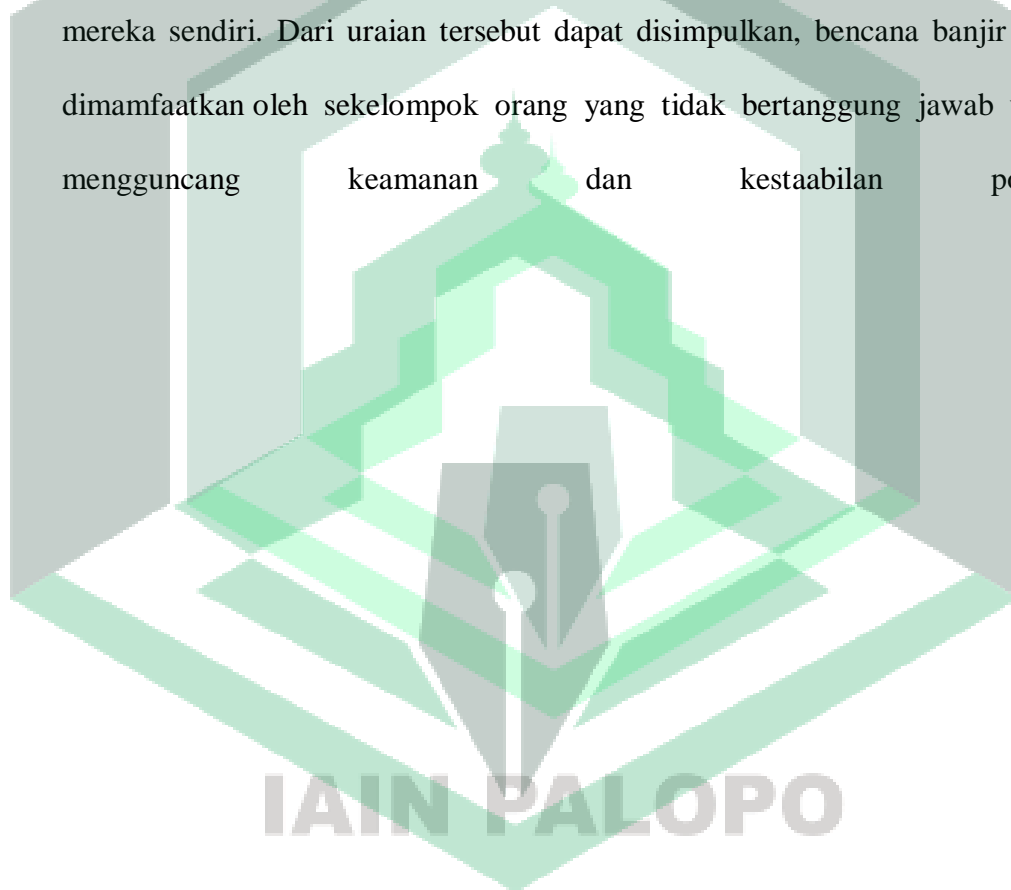 mereka sendiri. Dari uraian tersebut dapat disimpulkan, bencana banjir
dimamfaatkan oleh sekelompok orang yang tidak bertanggung jawab
mengguncang keamanan dan kestaabilan
IAIN PALOPO